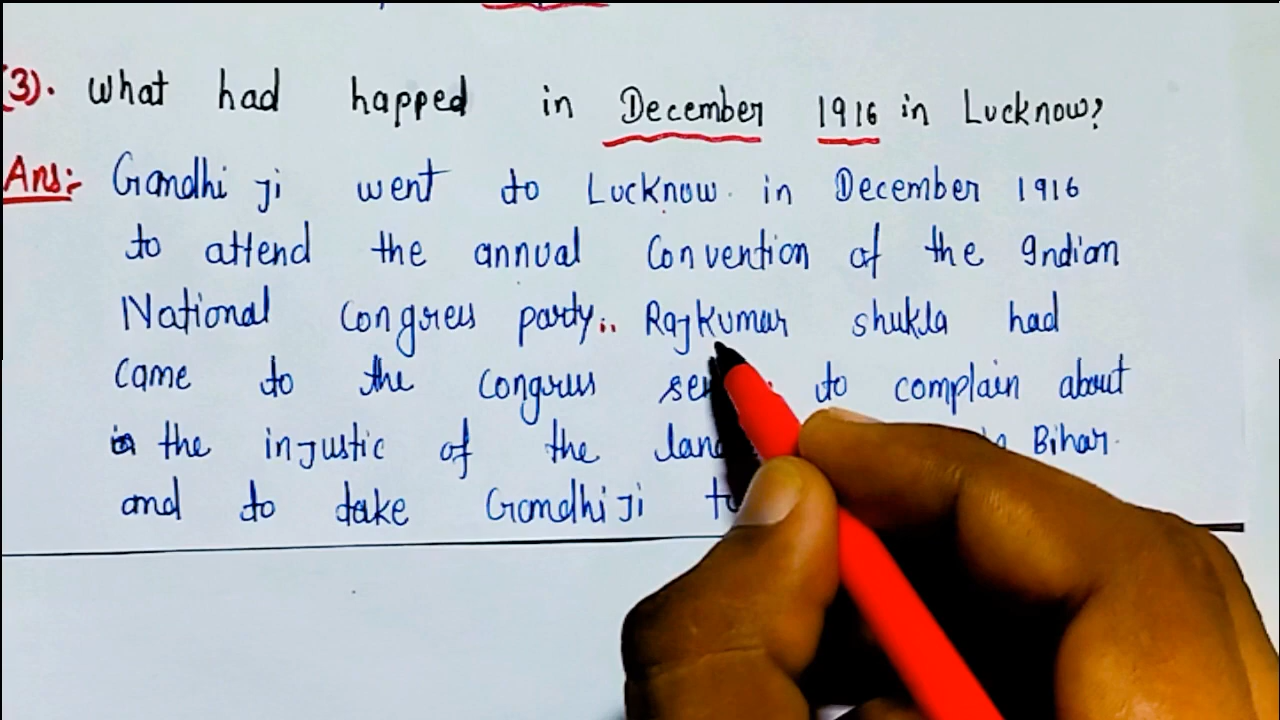 (3). What had happed in December 1916 in Lucknow?
Ans:- Gandhi ji went to Lucknow in December 1916
to attend the annual Convention of the Indian
National Congress party. Rajkumar shukla had
came to the congress to complain about
the injustic of the Bihar.
and to take Gandhi ji